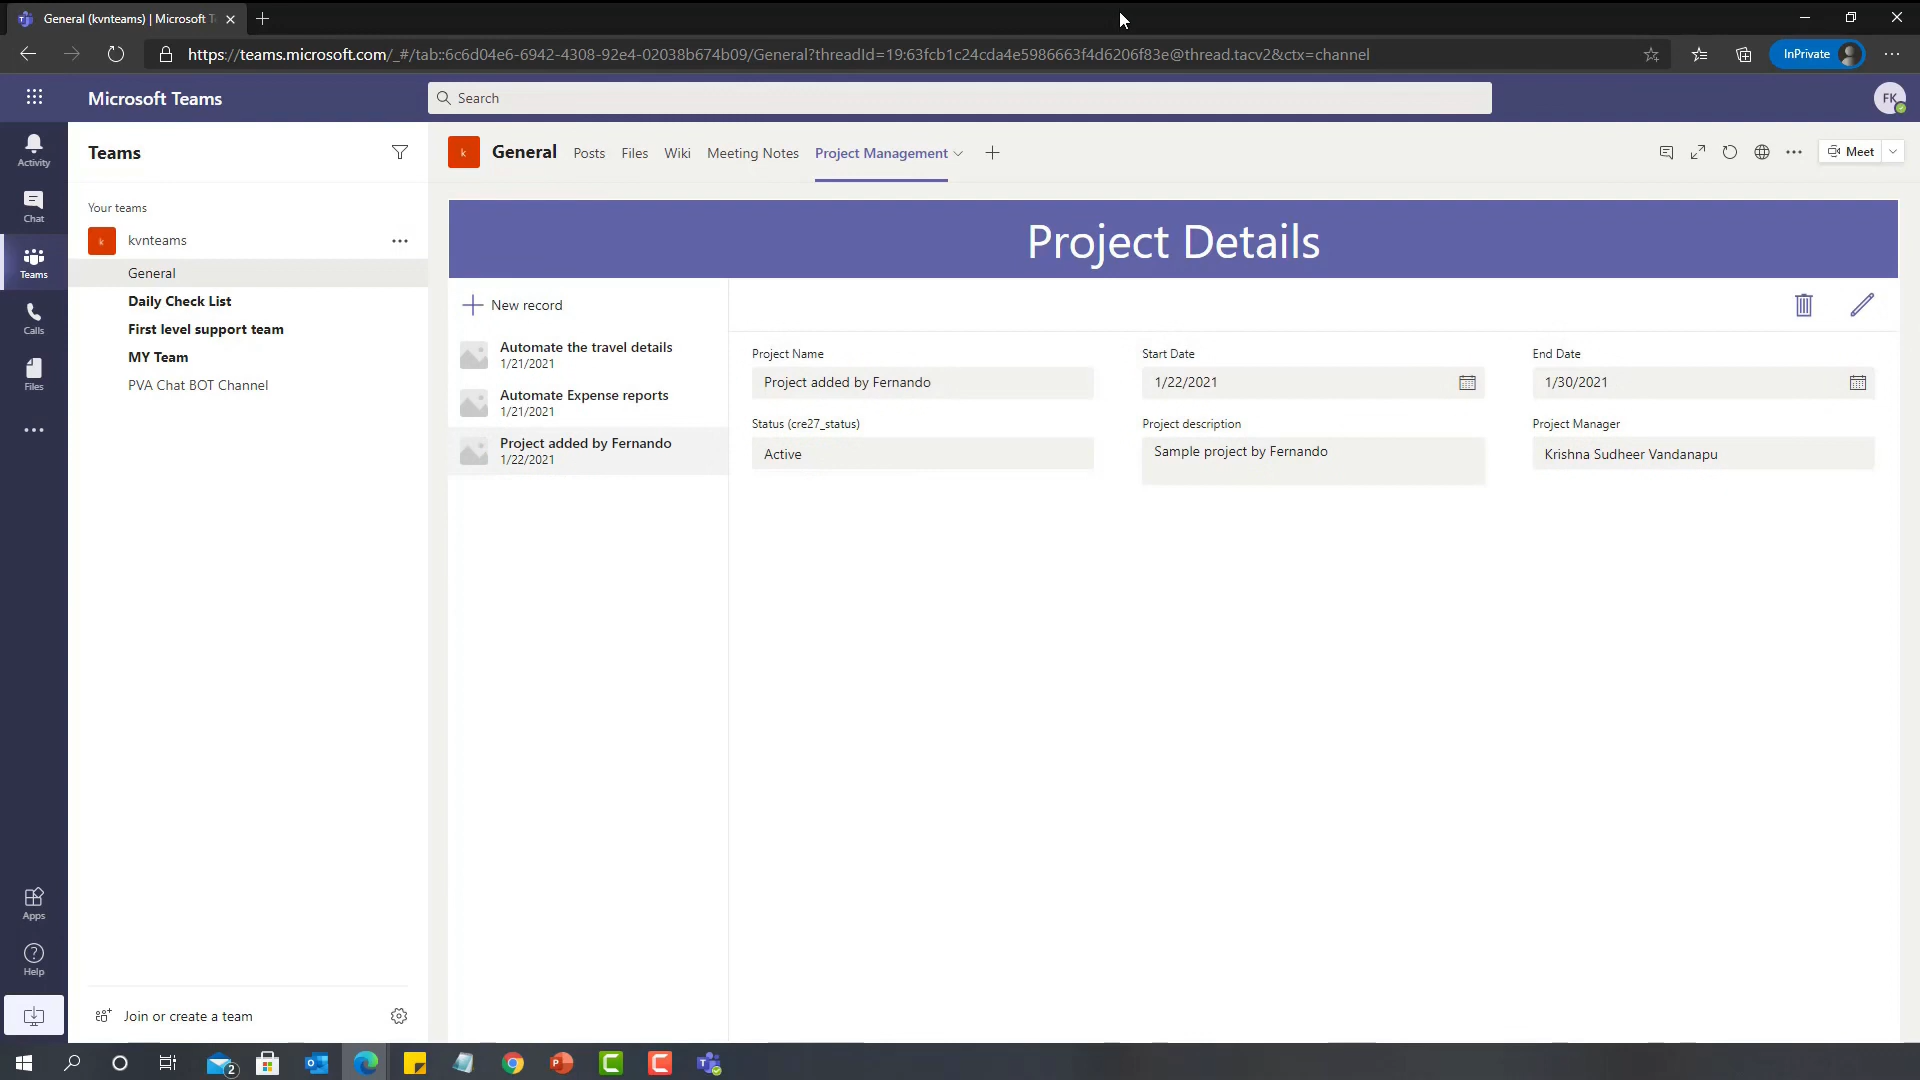 General (kvnteams) | Microsoft T
https://teams.microsoft.com/_#/tab::6c6d04e6-6942-4308-92e4-02038b674b09/General?threadId=19:63fcb1c24cda4e5986663f4d6206f83e@thread.tacv2&ctx=channel
InPrivate
Microsoft Teams
Search
FK
Activity
Chat
Teams
Calls
Files
Apps
Help
Teams
Your teams
k
kvnteams
General
Daily Check List
First level support team
MY Team
PVA Chat BOT Channel
Join or create a team
k
General
Posts
Files
Wiki
Meeting Notes
Project Management
Meet
Project Details
New record
Automate the travel details
1/21/2021
Automate Expense reports
1/21/2021
Project added by Fernando
1/22/2021
Project Name
Project added by Fernando
Start Date
1/22/2021
End Date
1/30/2021
Status (cre27_status)
Active
Project description
Sample project by Fernando
Project Manager
Krishna Sudheer Vandanapu
2